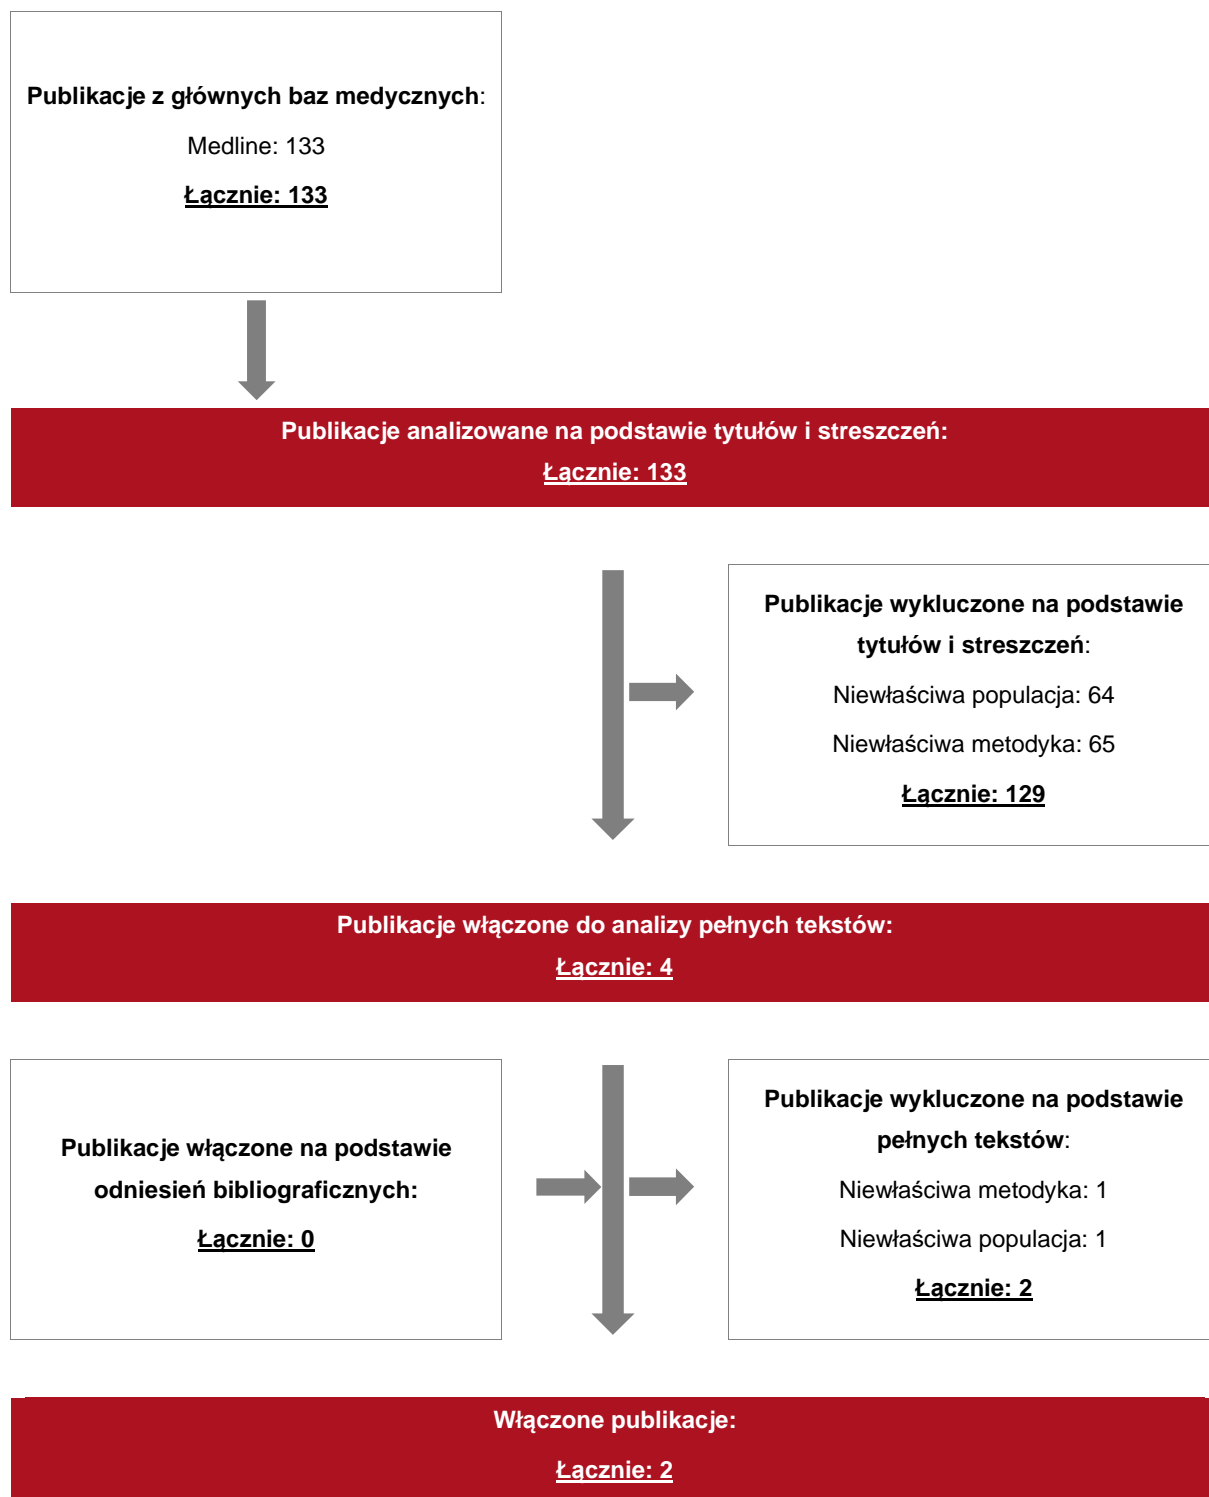 Publikacje z głównych baz medycznych:
Medline: 133
Łącznie: 133
Publikacje analizowane na podstawie tytułów i streszczeń:
Łącznie: 133
Publikacje wykluczone na podstawie
tytułów i streszczeń:
Niewłaściwa populacja: 64
Niewłaściwa metodyka: 65
Łącznie: 129
Publikacje włączone do analizy pełnych tekstów:
Łącznie: 4
Publikacje włączone na podstawie
odniesień bibliograficznych:
Łącznie: 0
Publikacje wykluczone na podstawie
pełnych tekstów:
Niewłaściwa metodyka: 1
Niewłaściwa populacja: 1
Łącznie: 2
Włączone publikacje:
Łącznie: 2